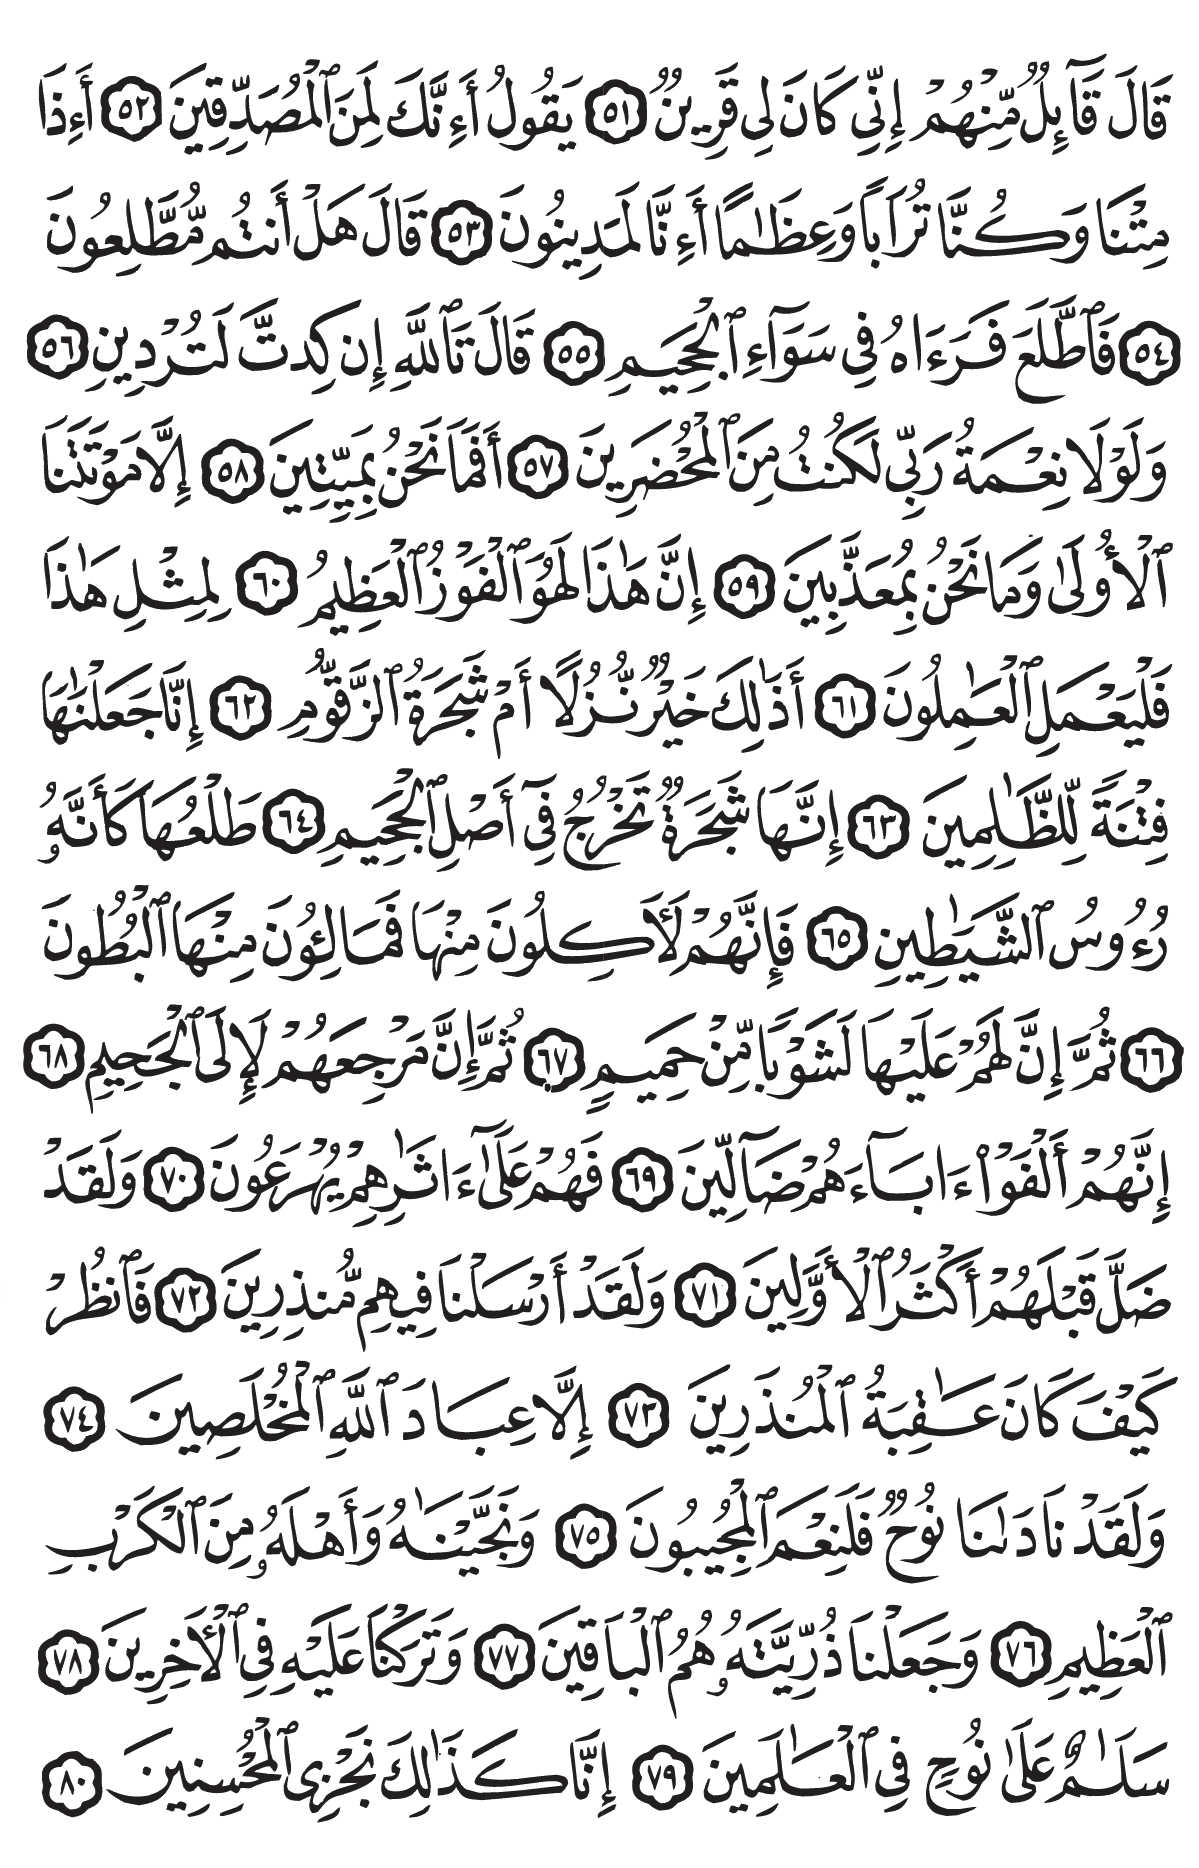 قَالَ قَآئِلٌ مِّنْهُمْ إِنِّي كَانَ لِي قَرِينٌ ٥١ يَقُولُ أَءِنَّكَ لَمِنَ ٱلْمُصَدِّقِينَ ٥٢ أَءِذَا
مِتْنَا وَكُنَّا تُرَابًا وَعِظَٰمًا أَءِنَّا لَمَدِينُونَ ٥٣ قَالَ هَلْ أَنتُم مُّطَّلِعُونَ
٥٤ فَٱطَّلَعَ فَرَءَاهُ فِي سَوَآءِ ٱلْجَحِيمِ ٥٥ قَالَ تَٱللَّهِ إِن كِدتَّ لَتُرْدِينِ ٥٦
وَلَوْلَا نِعْمَةُ رَبِّي لَكُنتُ مِنَ ٱلْمُحْضَرِينَ ٥٧ أَفَمَا نَحْنُ بِمَيِّتِينَ ٥٨ إِلَّا مَوْتَتَنَا
ٱلْأُولَىٰ وَمَا نَحْنُ بِمُعَذَّبِينَ ٥٩ إِنَّ هَٰذَا لَهُوَ ٱلْفَوْزُ ٱلْعَظِيمُ ٦٠ لِمِثْلِ هَٰذَا
فَلْيَعْمَلِ ٱلْعَٰمِلُونَ ٦١ أَذَٰلِكَ خَيْرٌ نُّزُلًا أَمْ شَجَرَةُ ٱلزَّقُّومِ ٦٢ إِنَّا جَعَلْنَٰهَا
فِتْنَةً لِّلظَّٰلِمِينَ ٦٣ إِنَّهَا شَجَرَةٌ تَخْرُجُ فِيٓ أَصْلِ ٱلْجَحِيمِ ٦٤ طَلْعُهَا كَأَنَّهُۥ
رُءُوسُ ٱلشَّيَٰطِينِ ٦٥ فَإِنَّهُمْ لَأَكِلُونَ مِنْهَا فَمَالِـُٔونَ مِنْهَا ٱلْبُطُونَ
٦٦ ثُمَّ إِنَّ لَهُمْ عَلَيْهَا لَشَوْبًا مِّنْ حَمِيمٍ ٦٧ ثُمَّ إِنَّ مَرْجِعَهُمْ لَإِلَى ٱلْجَحِيمِ ٦٨
إِنَّهُمْ أَلْفَوْا۟ ءَابَآءَهُمْ ضَآلِّينَ ٦٩ فَهُمْ عَلَىٰٓ ءَاثَٰرِهِمْ يُهْرَعُونَ ٧٠ وَلَقَدْ
ضَلَّ قَبْلَهُمْ أَكْثَرُ ٱلْأَوَّلِينَ ٧١ وَلَقَدْ أَرْسَلْنَا فِيهِم مُّنذِرِينَ ٧٢ فَٱنظُرْ
كَيْفَ كَانَ عَٰقِبَةُ ٱلْمُنذَرِينَ ٧٣ إِلَّا عِبَادَ ٱللَّهِ ٱلْمُخْلَصِينَ ٧٤
وَلَقَدْ نَادَىٰنَا نُوحٌ فَلَنِعْمَ ٱلْمُجِيبُونَ ٧٥ وَنَجَّيْنَٰهُ وَأَهْلَهُۥ مِنَ ٱلْكَرْبِ
ٱلْعَظِيمِ ٧٦ وَجَعَلْنَا ذُرِّيَّتَهُۥ هُمُ ٱلْبَاقِينَ ٧٧ وَتَرَكْنَا عَلَيْهِ فِي ٱلْأَخِرِينَ ٧٨
سَلَٰمٌ عَلَىٰ نُوحٍ فِي ٱلْعَٰلَمِينَ ٧٩ إِنَّا كَذَٰلِكَ نَجْزِي ٱلْمُحْسِنِينَ ٨٠